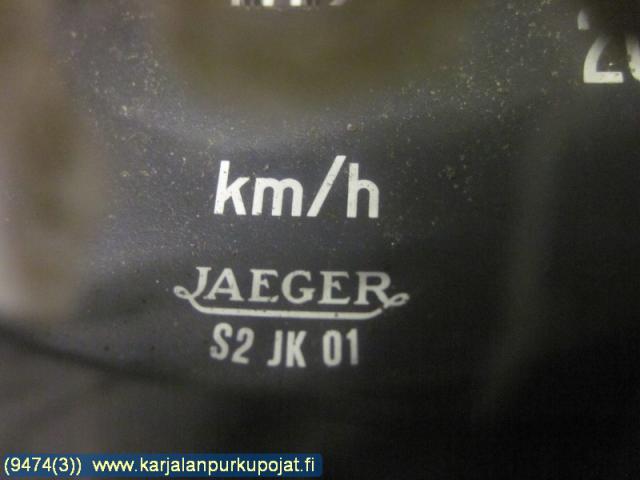 km/h
JAEGER
S2 JK 01
(9474(3)) www.karjalanpurkupojat.fi